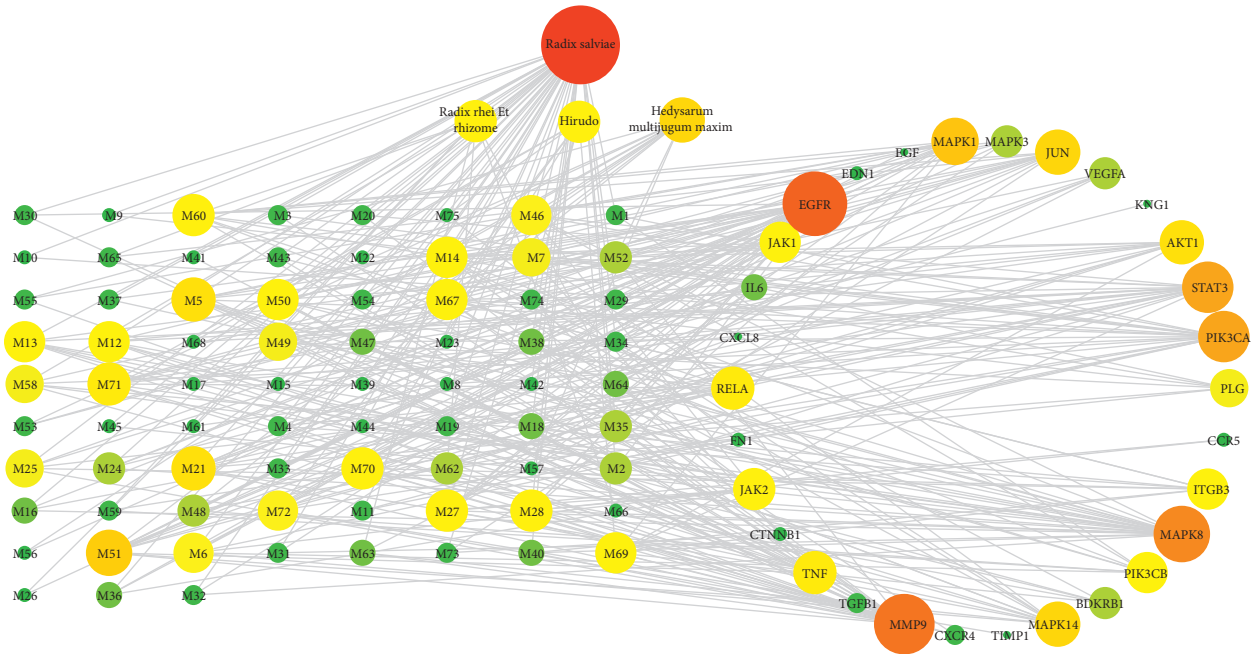 Radix salviae
Radix rhei Et
rhizome
Hirudo
Hedysarum
multijugum maxim
M30 M9 M60 M3 M20 M75 M46 M1
M10 M65 M41 M43 M22 M14 M7 M52
M55 M37 M5 M50 M54 M67 M74 M29
M13 M12 M68 M49 M47 M23 M38 M34
M58 M71 M17 M15 M39 M8 M42 M64
M53 M45 M61 M4 M44 M19 M18 M35
M25 M24 M21 M33 M70 M62 M57 M2
M16 M59 M48 M72 M11 M27 M28 M66
M56 M51 M6 M31 M63 M73 M40 M69
M26 M36 M32
EGF
MAPK1
MAPK3
JUN
EDN1
VEGFA
EGFR
KNG1
JAK1
AKT1
IL6
STAT3
CXCL8
PIK3CA
RELA
PLG
FN1
CCR5
JAK2
ITGB3
CTNNB1
MAPK8
TNF
PIK3CB
TGFB1
BDKRB1
MMP9
CXCR4
TIMP1
MAPK14